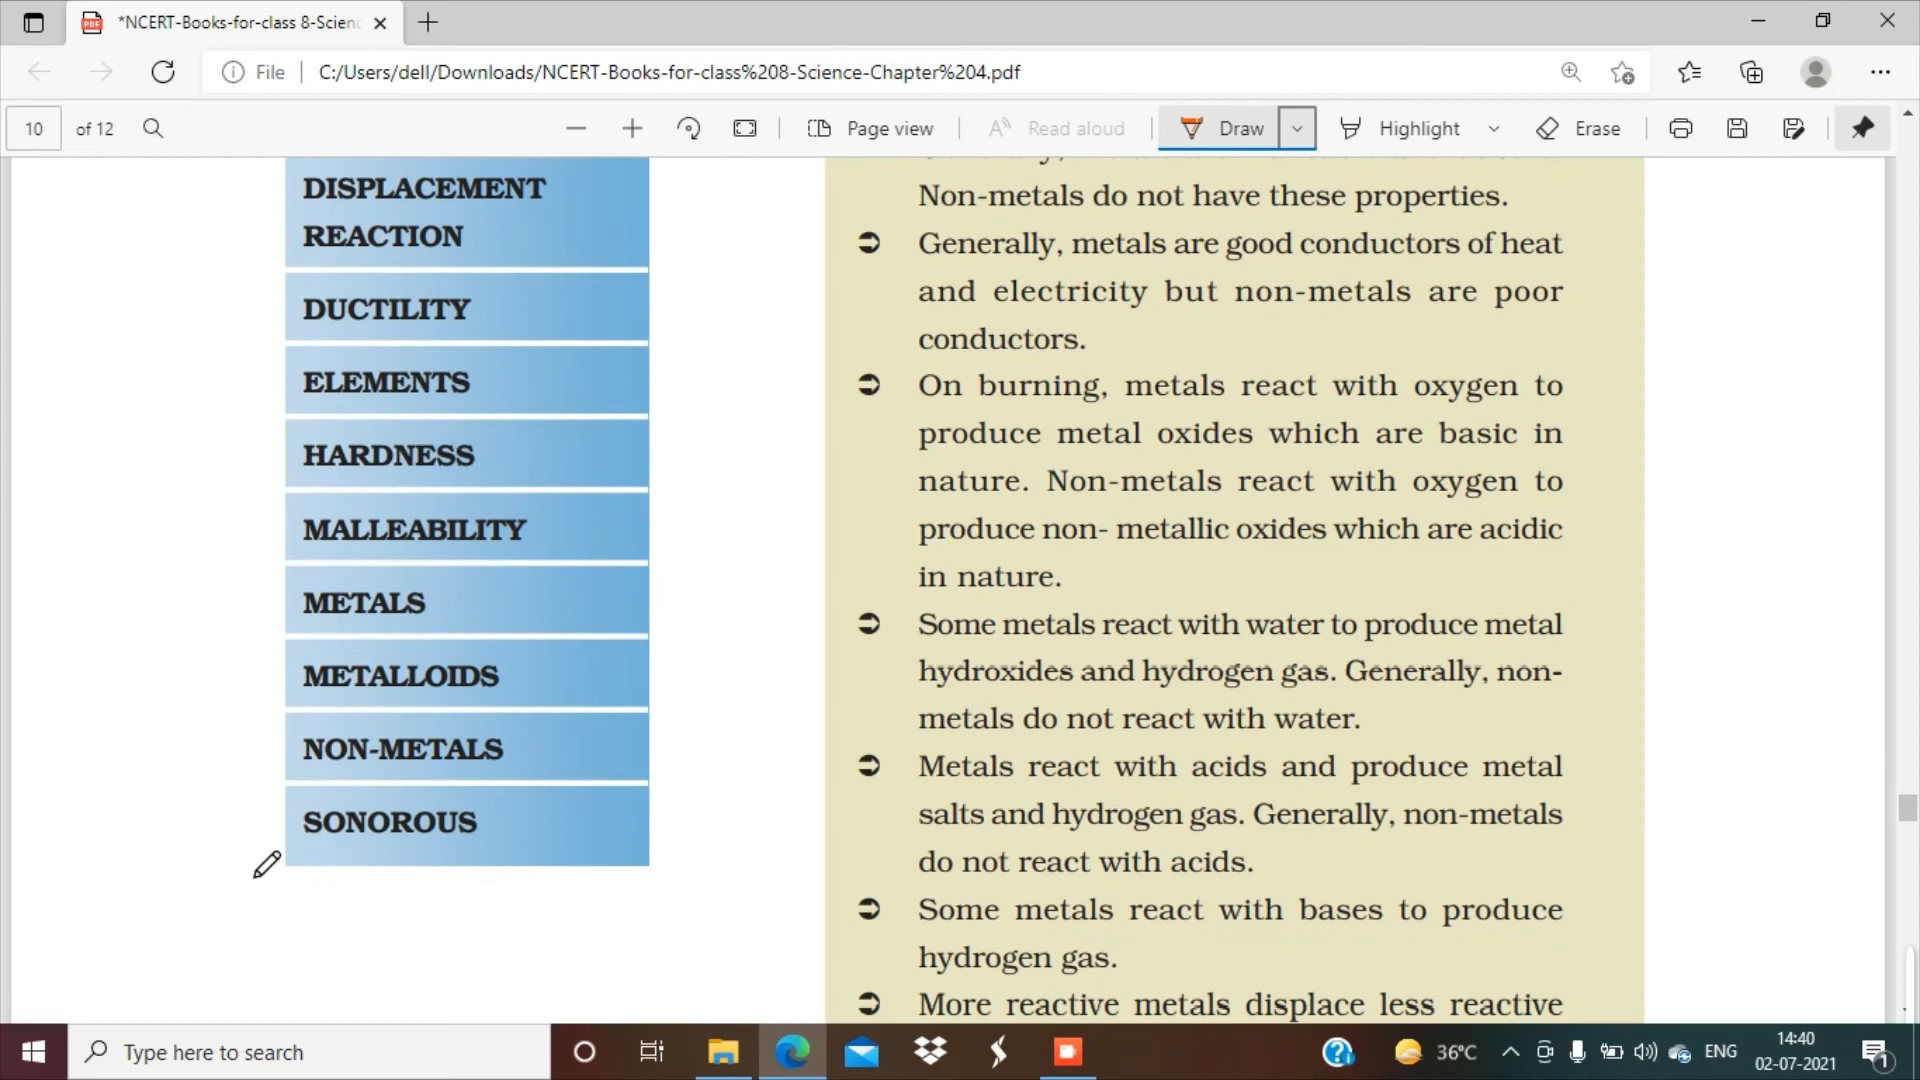 *NCERT-Books-for-class 8-Scien
File
C:/Users/dell/Downloads/NCERT-Books-for-class%208-Science-Chapter%204.pdf
10 of 12
Page view
Read aloud
Draw
Highlight
Erase
DISPLACEMENT
REACTION
DUCTILITY
ELEMENTS
HARDNESS
MALLEABILITY
METALS
METALLOIDS
NON-METALS
SONOROUS
Non-metals do not have these properties.
Generally, metals are good conductors of heat
and electricity but non-metals are poor
conductors.
On burning, metals react with oxygen to
produce metal oxides which are basic in
nature. Non-metals react with oxygen to
produce non- metallic oxides which are acidic
in nature.
Some metals react with water to produce metal
hydroxides and hydrogen gas. Generally, non-
metals do not react with water.
Metals react with acids and produce metal
salts and hydrogen gas. Generally, non-metals
do not react with acids.
Some metals react with bases to produce
hydrogen gas.
More reactive metals displace less reactive
Type here to search
36°C
ENG
14:40
02-07-2021
1